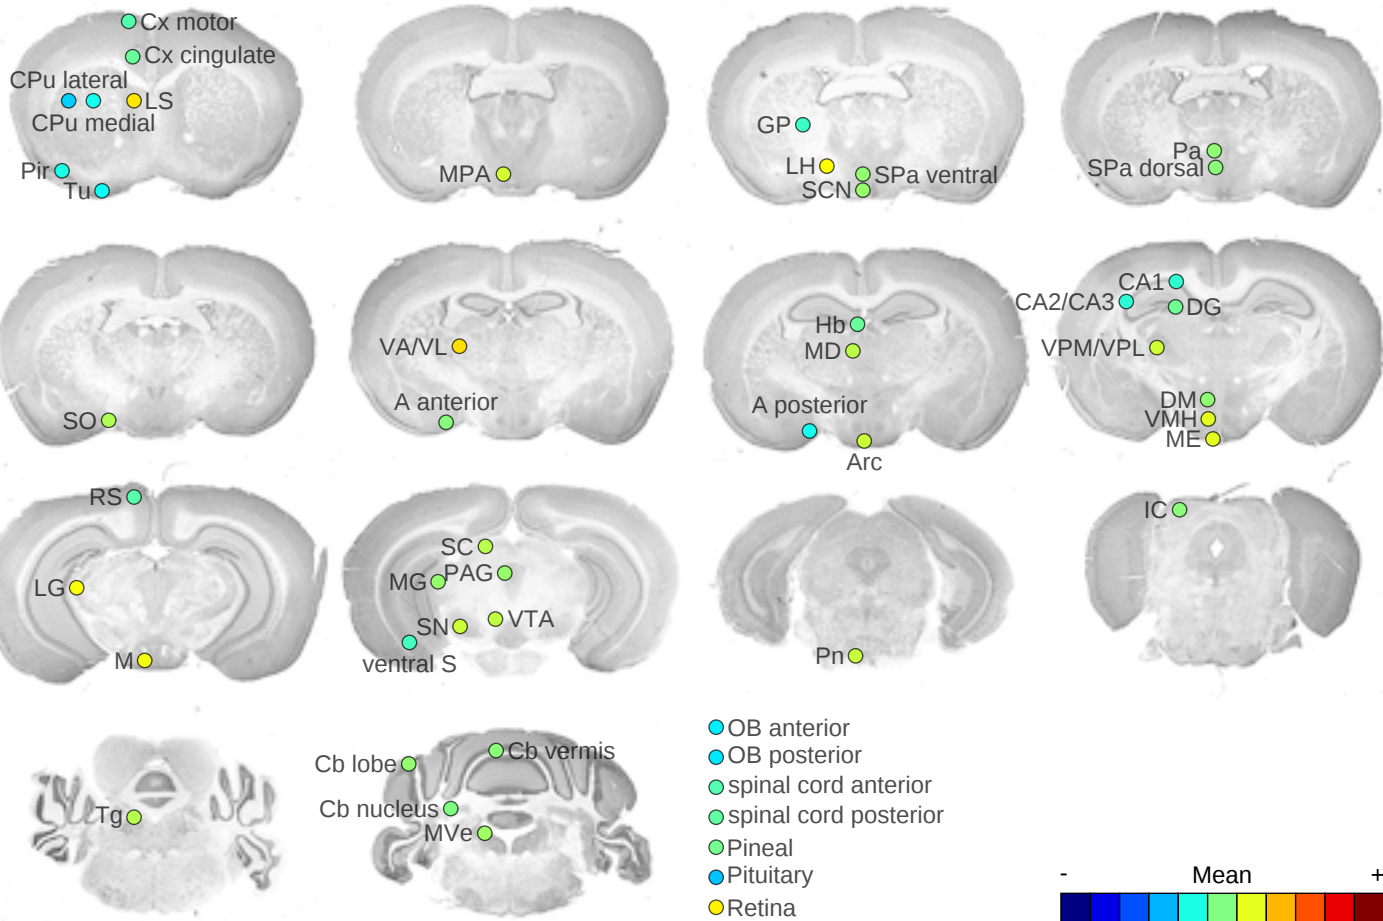 Cx motor
Cx cingulate
CPu lateral
LS
CPu medial
Pir
Tu
MPA
GP
LH
SPa ventral
SCN
Pa
SPa dorsal
SO
VA/VL
A anterior
Hb
MD
A posterior
Arc
CA1
CA2/CA3
DG
VPM/VPL
DM
VMH
ME
RS
LG
M
SC
PAG
MG
SN
VTA
ventral S
Pn
IC
Tg
Cb lobe
Cb vermis
Cb nucleus
MVe
OB anterior
OB posterior
spinal cord anterior
spinal cord posterior
Pineal
Pituitary
Retina
- Mean +